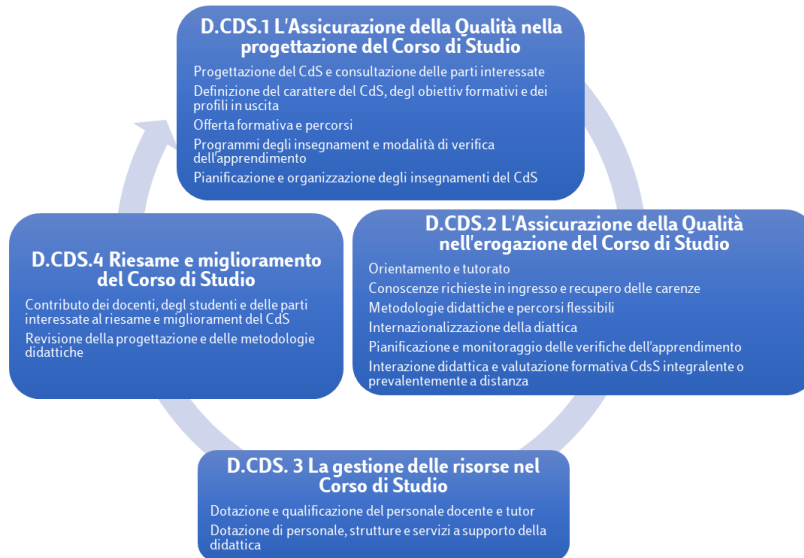 D.CDS.1 L'Assicurazione della Qualità nella
progettazione del Corso di Studio
Progettazione del CdS e consultazione delle parti interessate
Definizione del carattere del CdS, degl obiettiv formativi e dei
profili in uscita
Offerta formativa e percorsi
Programmi degli insegnament e modalità di verifica
dell'apprendimento
Pianificazione e organizzazione degli insegnamenti del CdS
D.CDS.2 L'Assicurazione della Qualità
nell'erogazione del Corso di Studio
Orientamento e tutorato
Conoscenze richieste in ingresso e recupero delle carenze
Metodologie didattiche e percorsi flessibili
Internazionalizzazione della diattica
Pianificazione e monitoraggio delle verifiche dell'apprendimento
Interazione didattica e valutazione formativa CdsS integralente o
prevalentemente a distanza
D.CDS. 3 La gestione delle risorse nel
Corso di Studio
Dotazione e qualificazione del personale docente e tutor
Dotazione di personale, strutture e servizi a supporto della
didattica
D.CDS.4 Riesame e miglioramento
del Corso di Studio
Contributo dei docenti, degl studenti e delle parti
interessate al riesame e migliorament del CdS
Revisione della progettazione e delle metodologie
didattiche